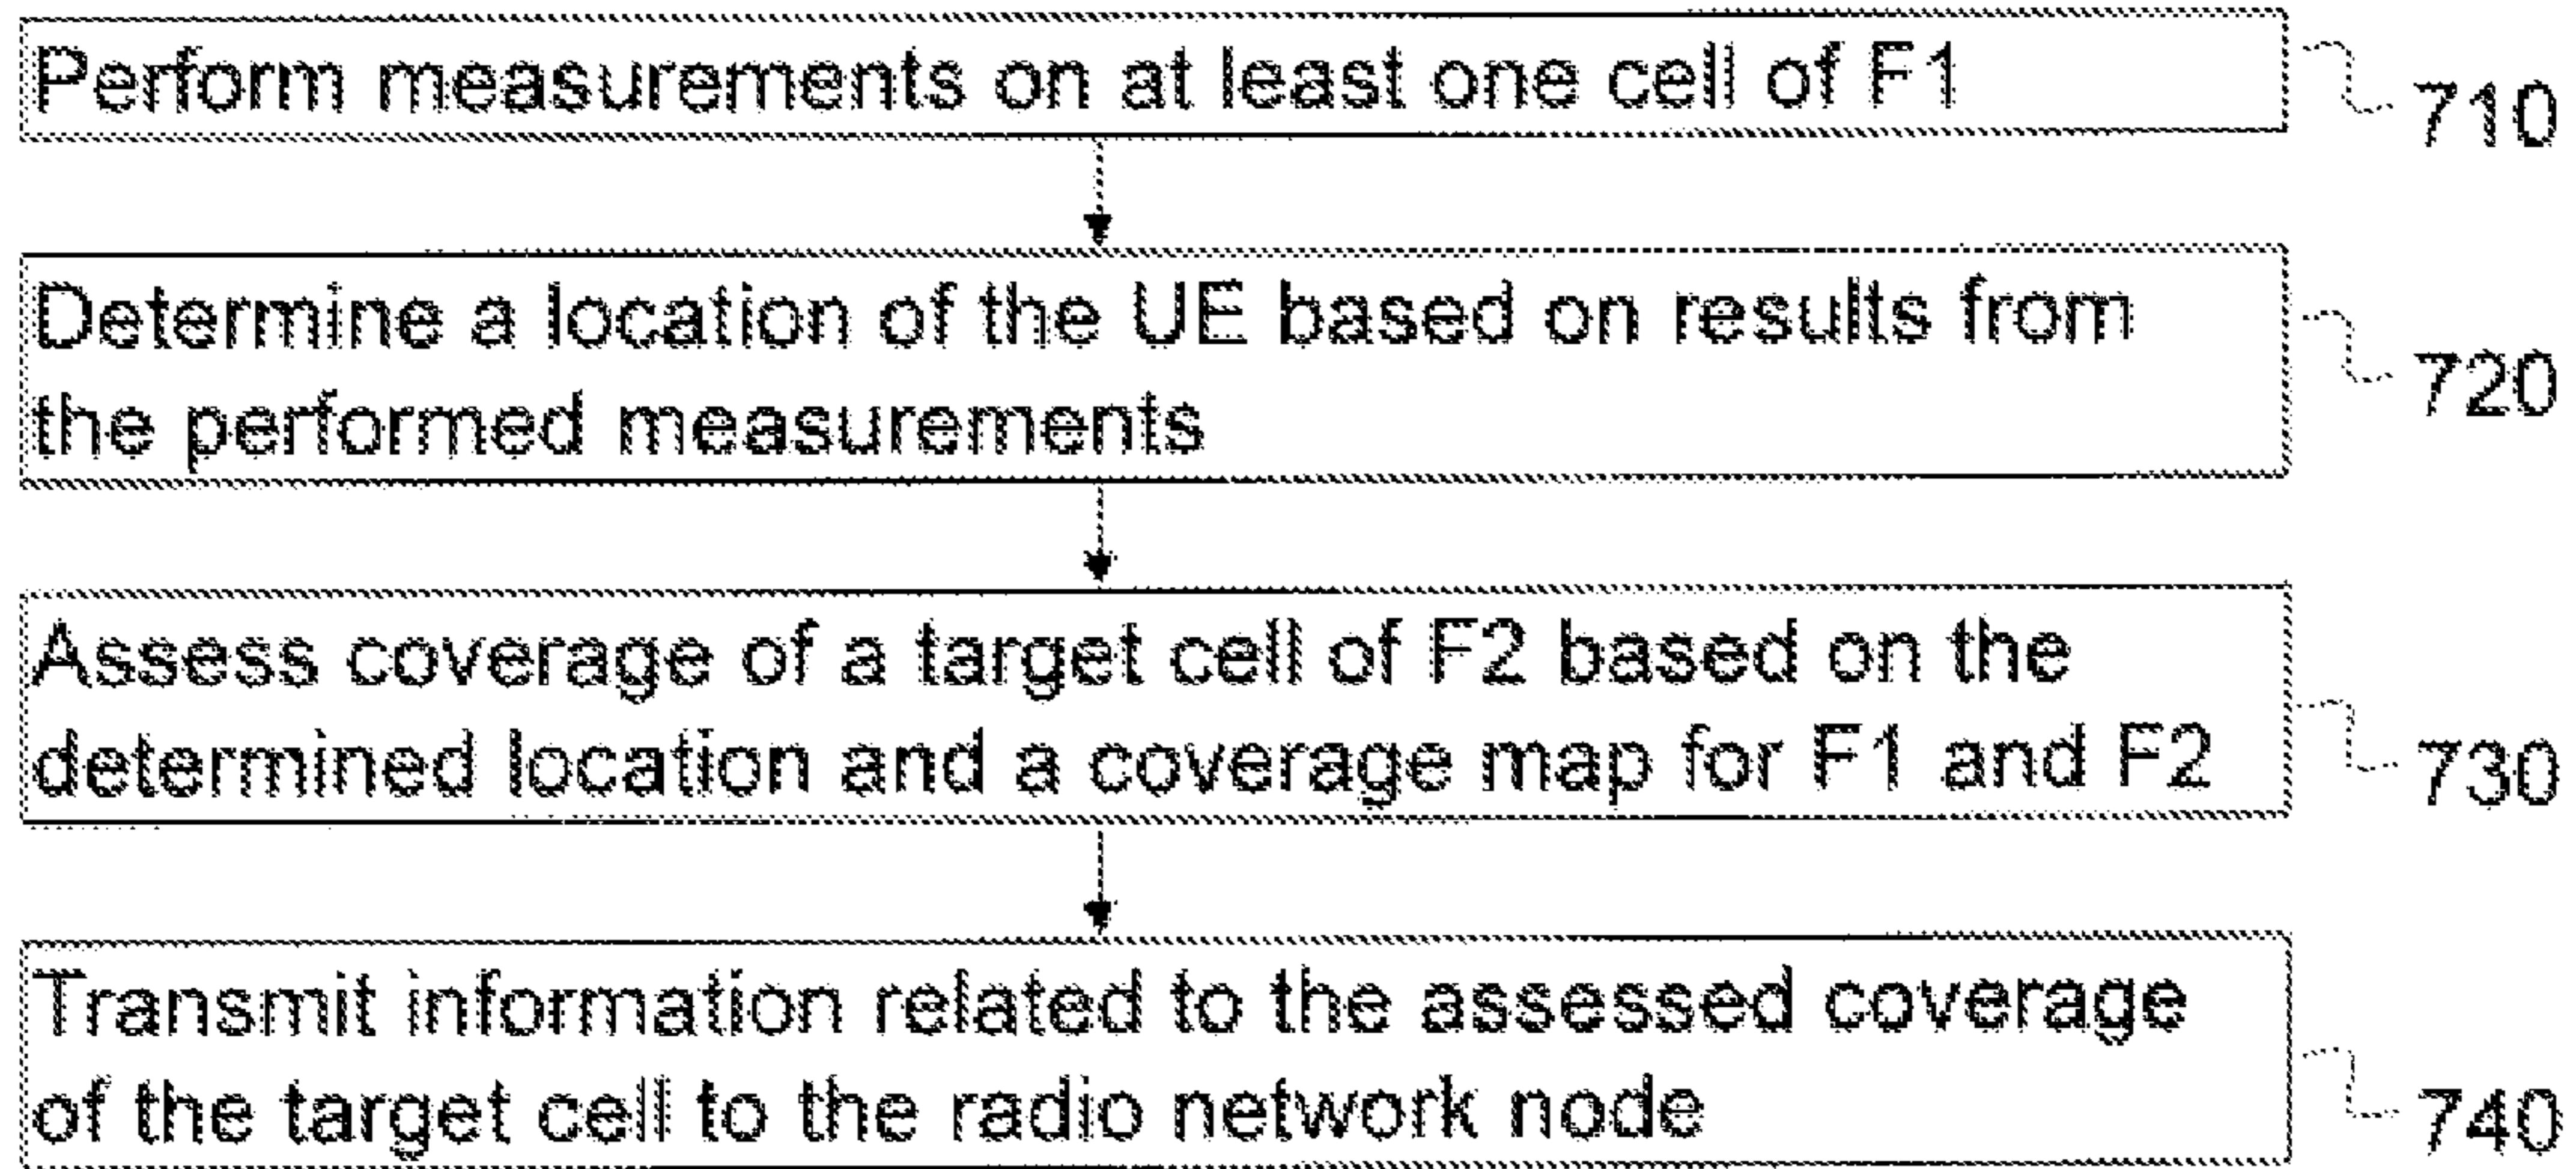 Perform measurements on at least one cell of F1
710
Determine a location of the UE based on results from
the performed measurements
720
Assess coverage of a target cell of F2 based on the
determined location and a coverage map for F1 and F2
730
Transmit information related to the assessed coverage
of the target cell to the radio network node
740